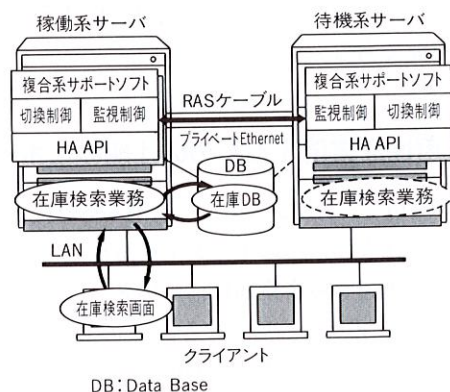 稼働系サーバ
待機系サーバ
複合系サポートソフト
切換制御
監視制御
HA API
RASケーブル
プライベートEthernet
複合系サポートソフト
監視制御
切換制御
HA API
DB
在庫検索業務
在庫DB
在庫検索業務
LAN
在庫検索画面
クライアント
DB：Data Base